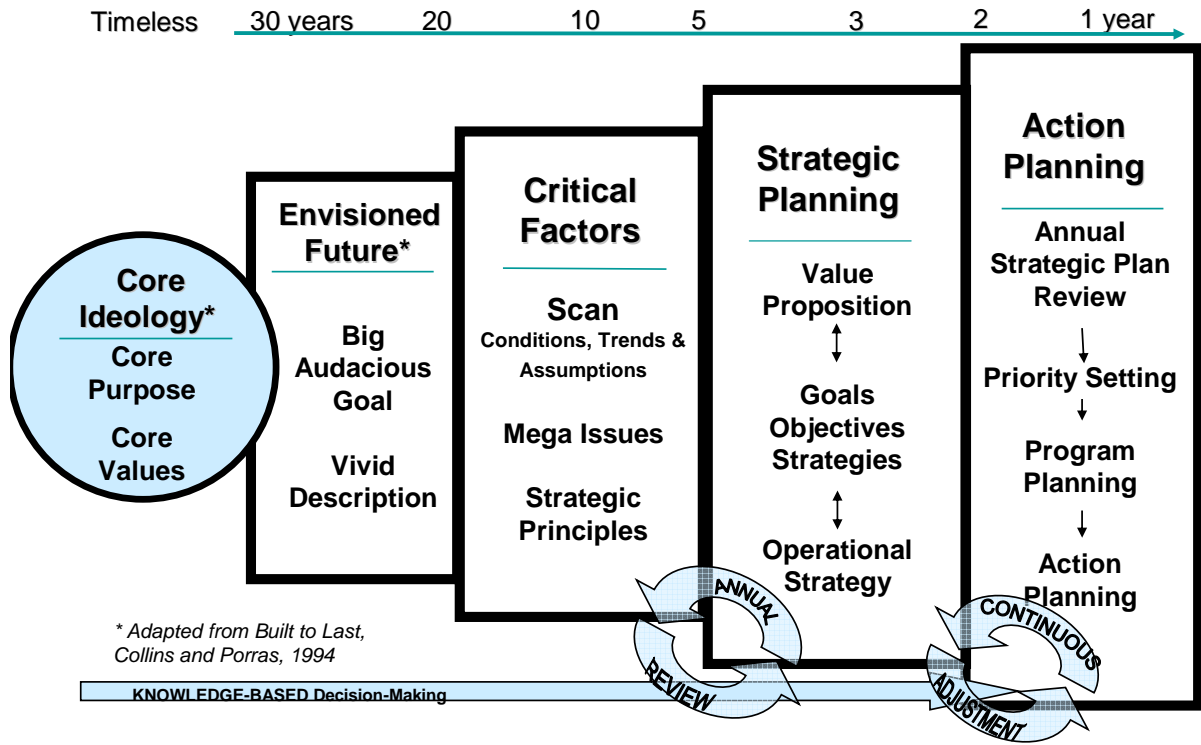 Timeless 30 years 20 10 5 3 2 1 year
Core
Ideology*
Core
Purpose
Core
Values
Envisioned
Future*
Big
Audacious
Goal
Vivid
Description
Critical
Factors
Scan
Conditions, Trends &
Assumptions
Mega Issues
Strategic
Principles
Strategic
Planning
Value
Proposition
Goals
Objectives
Strategies
Operational
Strategy
Action
Planning
Annual
Strategic Plan
Review
Priority Setting
Program
Planning
Action
Planning
ANNUAL
REVIEW
CONTINUOUS
ADJUSTMENT
* Adapted from Built to Last,
Collins and Porras, 1994
KNOWLEDGE-BASED Decision-Making